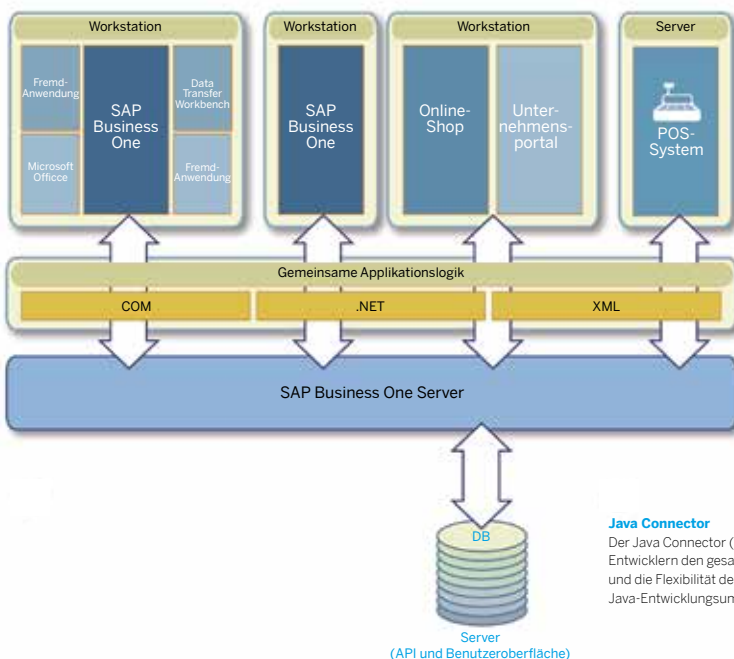 Workstation
Workstation
Workstation
Server
Fremd-
Anwendung
SAP
Business
One
Data
Transfer
Workbench
Microsoft
Officce
Fremd-
Anwendung
SAP
Business
One
Online-
Shop
Unter-
nehmens-
portal
POS-
System
Gemeinsame Applikationslogik
COM
.NET
XML
SAP Business One Server
DB
Server
(API und Benutzeroberfläche)
Java Connector
Der Java Connector (
Entwicklern den gesa
und die Flexibilität de
Java-Entwicklungsum